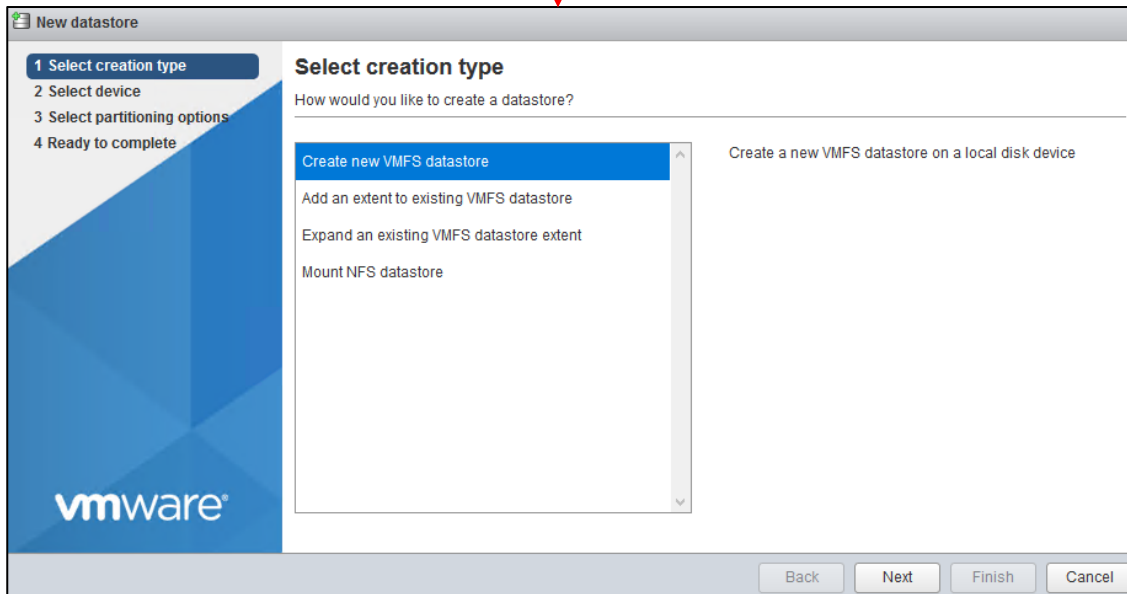 New datastore
1 Select creation type
2 Select device
3 Select partitioning options
4 Ready to complete
Select creation type
How would you like to create a datastore?
Create new VMFS datastore
Add an extent to existing VMFS datastore
Expand an existing VMFS datastore extent
Mount NFS datastore
Create a new VMFS datastore on a local disk device
vmware®
Back
Next
Finish
Cancel